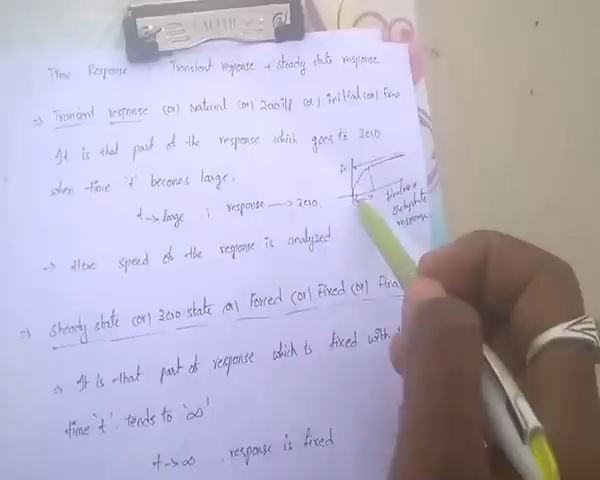 Time Response Transient response + steady state response
⇒ Transient response (or) Natural (or) Zero i/p (or) initial (or) Free
It is that part of the response which goes to zero
when time 't' becomes large.
t→large ; response → zero.
steady state
response
→ Here speed of the response is analysed
⇒ Steady state (or) Zero state (or) Forced (or) Fixed (or) Final
⇒ It is that part of response which is fixed with
time 't' tends to '∞'
t→∞ , response is fixed